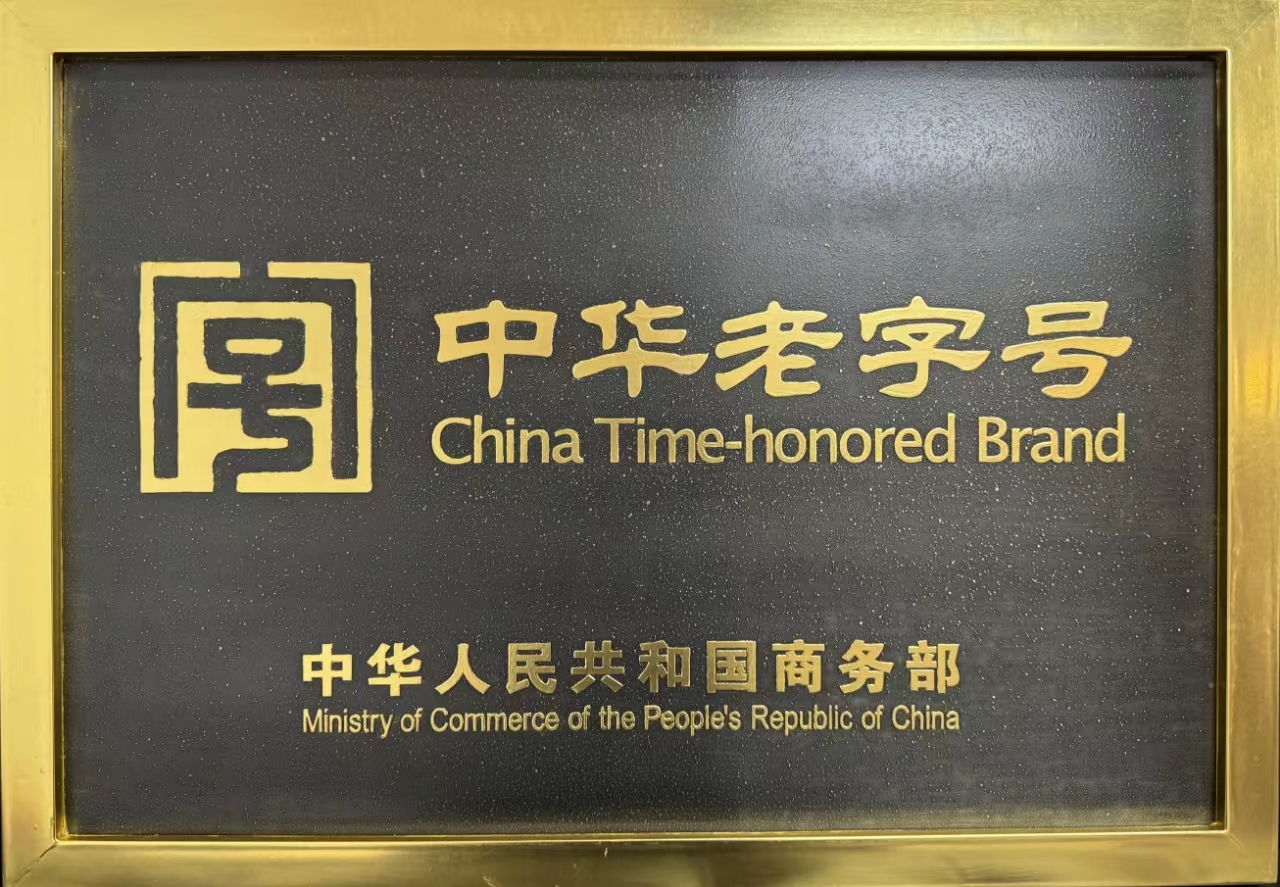 中华老字号
China Time-honored Brand
中华人民共和国商务部
Ministry of Commerce of the People's Republic of China